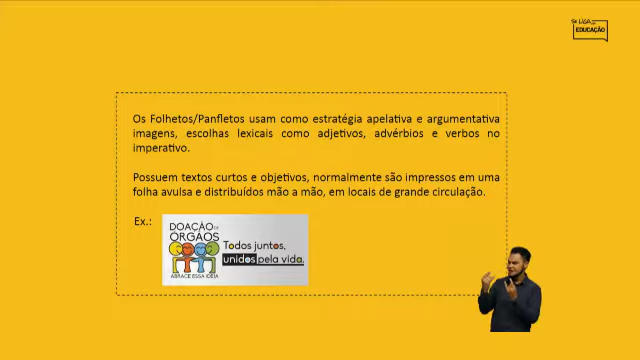 Se LIGA na
EDUCAÇÃO
Os Folhetos/Panfletos usam como estratégia apelativa e argumentativa
imagens, escolhas lexicais como adjetivos, advérbios e verbos no
imperativo.
Possuem textos curtos e objetivos, normalmente são impressos em uma
folha avulsa e distribuídos mão a mão, em locais de grande circulação.
Ex.:
DOAÇÃO DE
ÓRGÃOS
ABRACE ESSA IDEIA
Todos juntos,
unidos pela vida.